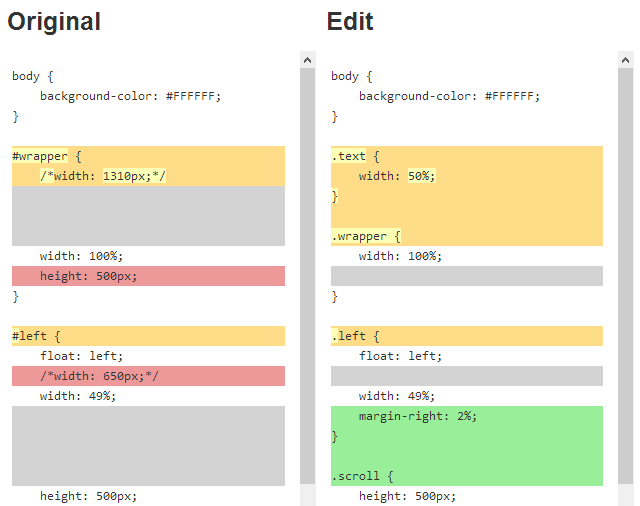 Original
body {
    background-color: #FFFFFF;
}
#wrapper {
    /*width: 1310px;*/
    width: 100%;
    height: 500px;
}
#left {
    float: left;
    /*width: 650px;*/
    width: 49%;
    height: 500px;
Edit
body {
    background-color: #FFFFFF;
}
.text {
    width: 50%;
}
.wrapper {
    width: 100%;
}
.left {
    float: left;
    width: 49%;
    margin-right: 2%;
}
.scroll {
    height: 500px;